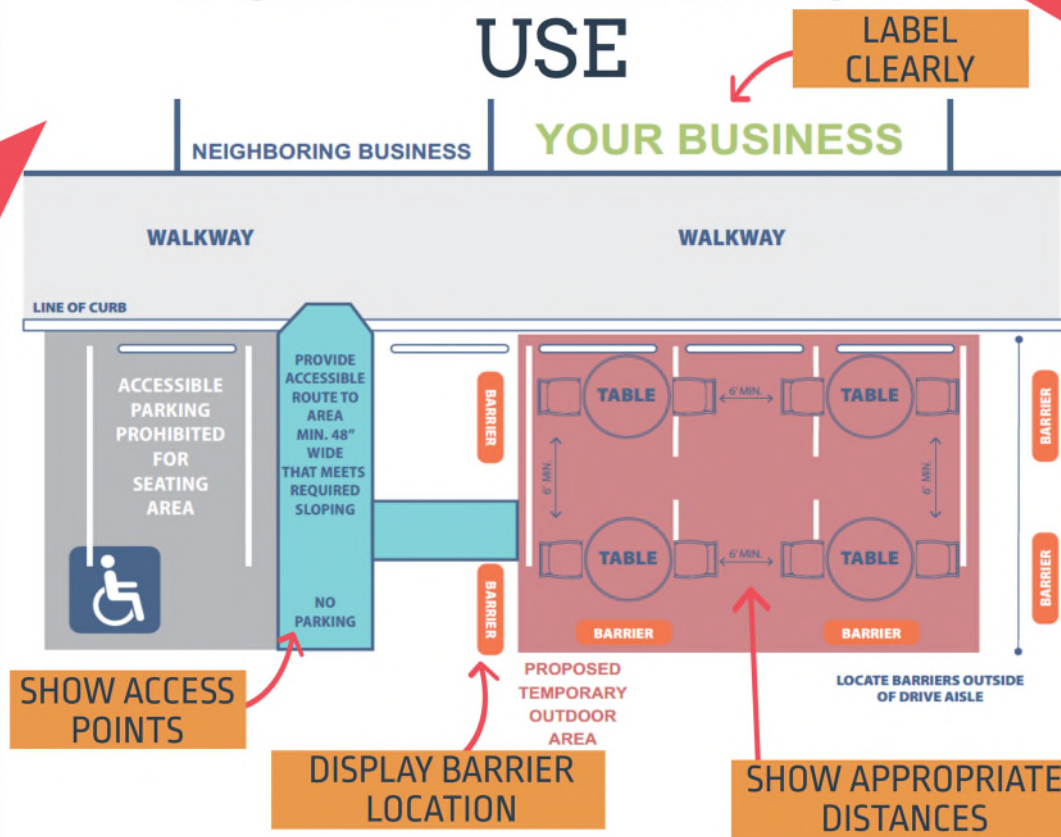 USE
LABEL
CLEARLY
NEIGHBORING BUSINESS
YOUR BUSINESS
WALKWAY
WALKWAY
LINE OF CURB
ACCESSIBLE
PARKING
PROHIBITED
FOR
SEATING
AREA
PROVIDE
ACCESSIBLE
ROUTE TO
AREA
MIN. 48"
WIDE
THAT MEETS
REQUIRED
SLOPING
NO
PARKING
BARRIER
BARRIER
TABLE
6' MIN.
TABLE
6' MIN.
6' MIN.
TABLE
6' MIN.
TABLE
BARRIER
BARRIER
BARRIER
BARRIER
PROPOSED
TEMPORARY
OUTDOOR
AREA
LOCATE BARRIERS OUTSIDE
OF DRIVE AISLE
SHOW ACCESS
POINTS
DISPLAY BARRIER
LOCATION
SHOW APPROPRIATE
DISTANCES